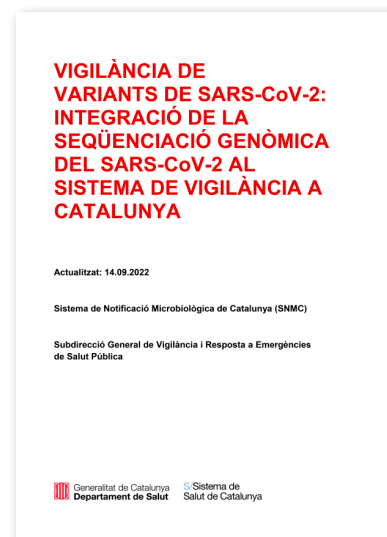 VIGILÀNCIA DE
VARIANTS DE SARS-CoV-2:
INTEGRACIÓ DE LA
SEQÜENCIACIÓ GENÒMICA
DEL SARS-CoV-2 AL
SISTEMA DE VIGILÀNCIA A
CATALUNYA
Actualitzat: 14.09.2022
Sistema de Notificació Microbiològica de Catalunya (SNMC)
Subdirecció General de Vigilància i Resposta a Emergències
de Salut Pública
Generalitat de Catalunya
Departament de Salut
S/Sistema de
Salut de Catalunya